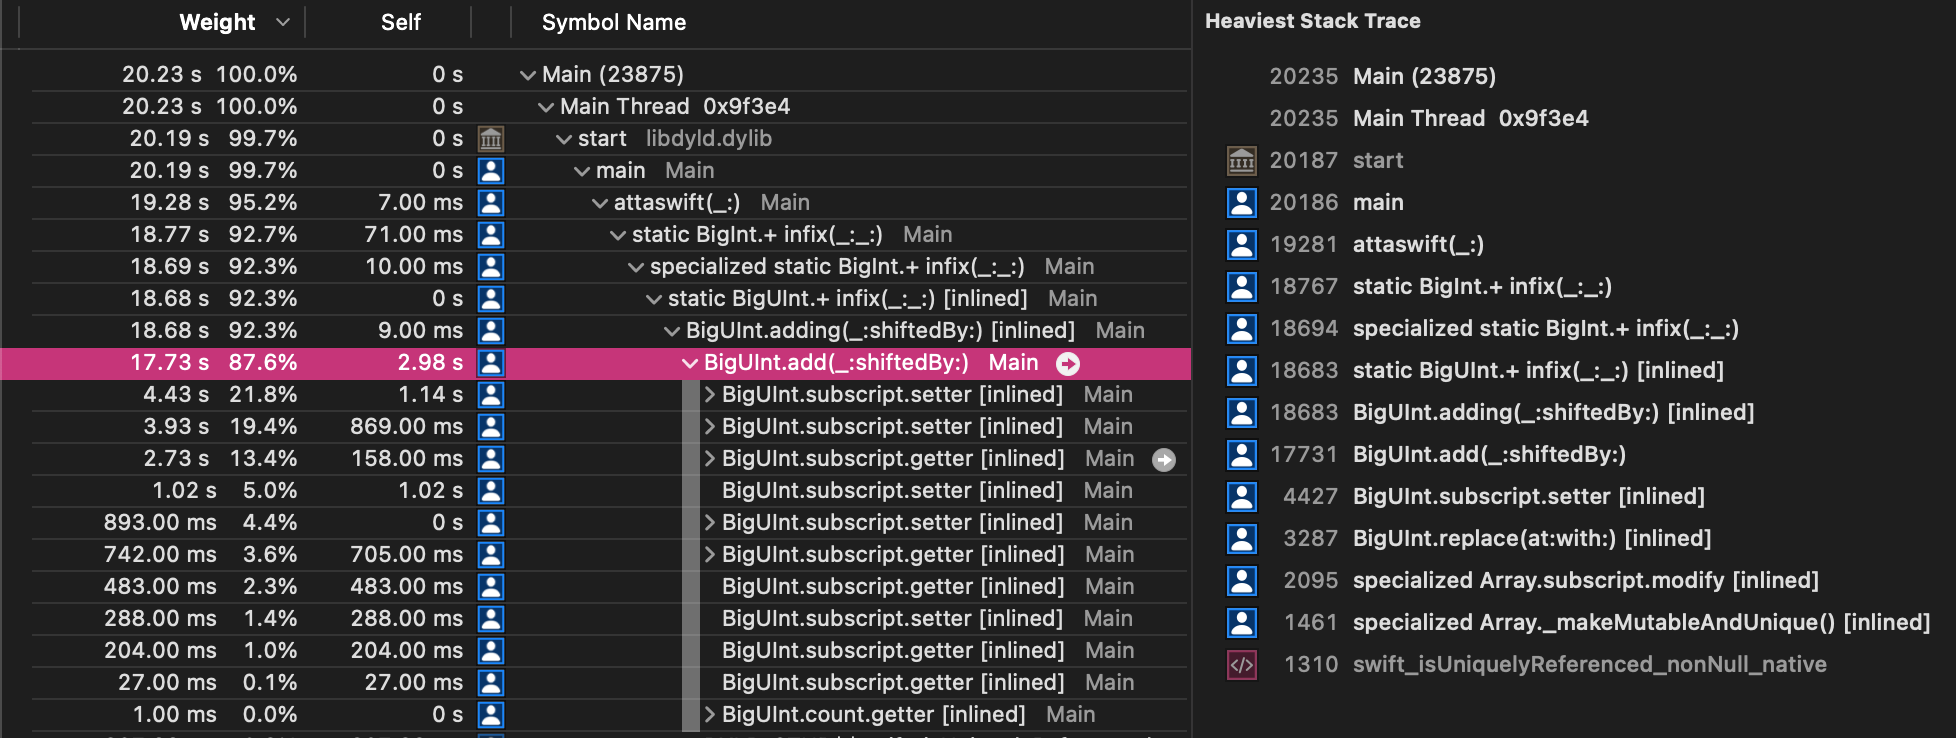 Weight Self Symbol Name
20.23 s 100.0% 0 s Main (23875)
20.23 s 100.0% 0 s Main Thread 0x9f3e4
20.19 s 99.7% 0 s start libdyld.dylib
20.19 s 99.7% 0 s main Main
19.28 s 95.2% 7.00 ms attaswift(_:) Main
18.77 s 92.7% 71.00 ms static BigInt.+ infix(_:_:) Main
18.69 s 92.3% 10.00 ms specialized static BigInt.+ infix(_:_:) Main
18.68 s 92.3% 0 s static BigUInt.+ infix(_:_:) [inlined] Main
18.68 s 92.3% 9.00 ms BigUInt.adding(_:shiftedBy:) [inlined] Main
17.73 s 87.6% 2.98 s BigUInt.add(_:shiftedBy:) Main
4.43 s 21.8% 1.14 s BigUInt.subscript.setter [inlined] Main
3.93 s 19.4% 869.00 ms BigUInt.subscript.setter [inlined] Main
2.73 s 13.4% 158.00 ms BigUInt.subscript.getter [inlined] Main
1.02 s 5.0% 1.02 s BigUInt.subscript.setter [inlined] Main
893.00 ms 4.4% 0 s BigUInt.subscript.setter [inlined] Main
742.00 ms 3.6% 705.00 ms BigUInt.subscript.getter [inlined] Main
483.00 ms 2.3% 483.00 ms BigUInt.subscript.getter [inlined] Main
288.00 ms 1.4% 288.00 ms BigUInt.subscript.setter [inlined] Main
204.00 ms 1.0% 204.00 ms BigUInt.subscript.getter [inlined] Main
27.00 ms 0.1% 27.00 ms BigUInt.subscript.getter [inlined] Main
1.00 ms 0.0% 0 s BigUInt.count.getter [inlined] Main
Heaviest Stack Trace
20235 Main (23875)
20235 Main Thread 0x9f3e4
20187 start
20186 main
19281 attaswift(_:)
18767 static BigInt.+ infix(_:_:)
18694 specialized static BigInt.+ infix(_:_:)
18683 static BigUInt.+ infix(_:_:) [inlined]
18683 BigUInt.adding(_:shiftedBy:) [inlined]
17731 BigUInt.add(_:shiftedBy:)
4427 BigUInt.subscript.setter [inlined]
3287 BigUInt.replace(at:with:) [inlined]
2095 specialized Array.subscript.modify [inlined]
1461 specialized Array._makeMutableAndUnique() [inlined]
1310 swift_isUniquelyReferenced_nonNull_native